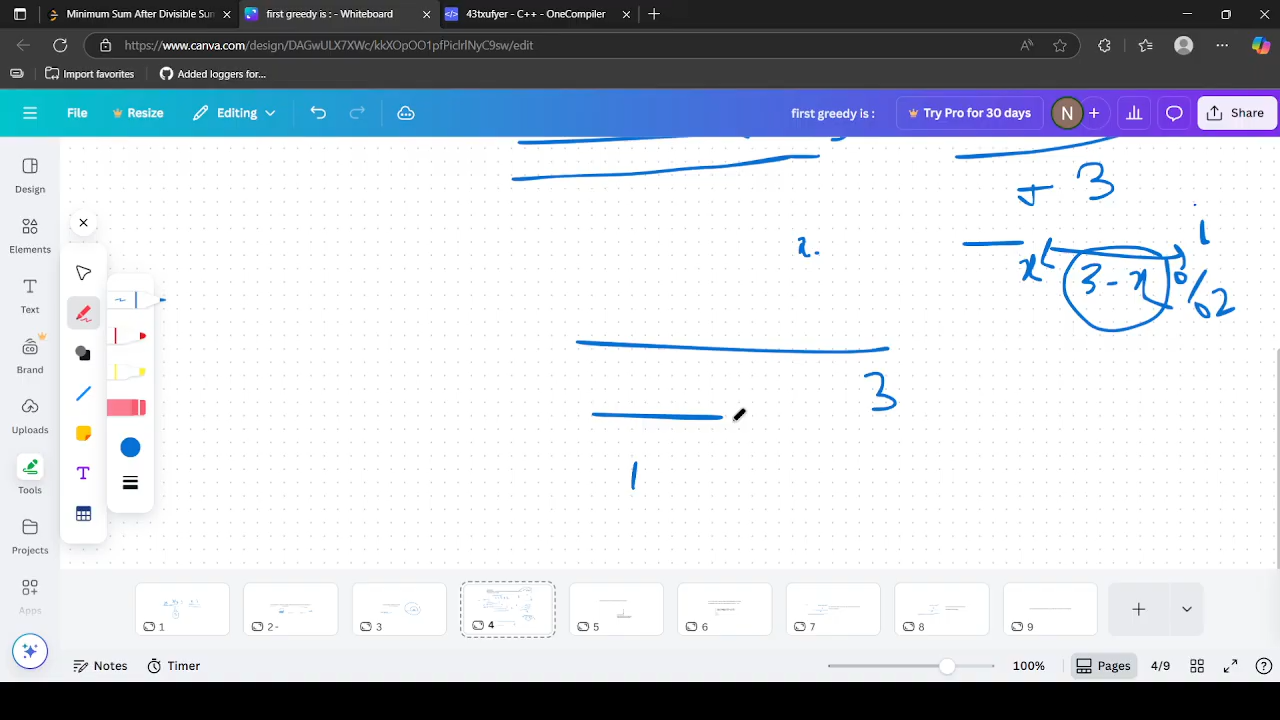 Minimum Sum After Divisible Sun
first greedy is : - Whiteboard
43txufyer - C++ - OneCompiler
https://www.canva.com/design/DAGwULX7XWc/kkXOpOO1pfPiclrlNyC9sw/edit
Import favorites
Added loggers for...
File
Resize
Editing
first greedy is :
N
Try Pro for 30 days
Share
Design
Elements
Text
Brand
Uploads
Tools
Projects
Apps
T
+ 3
x.
1
x
3 - x
0/02
3
1
1
2-
3
4
5
6
7
8
9
Notes
Timer
100%
Pages
4/9